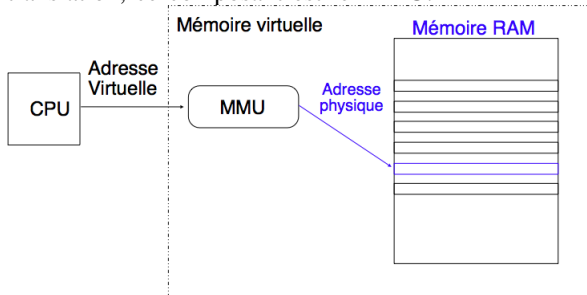 Mémoire virtuelle
Mémoire RAM
Adresse
Virtuelle
CPU
MMU
Adresse
physique